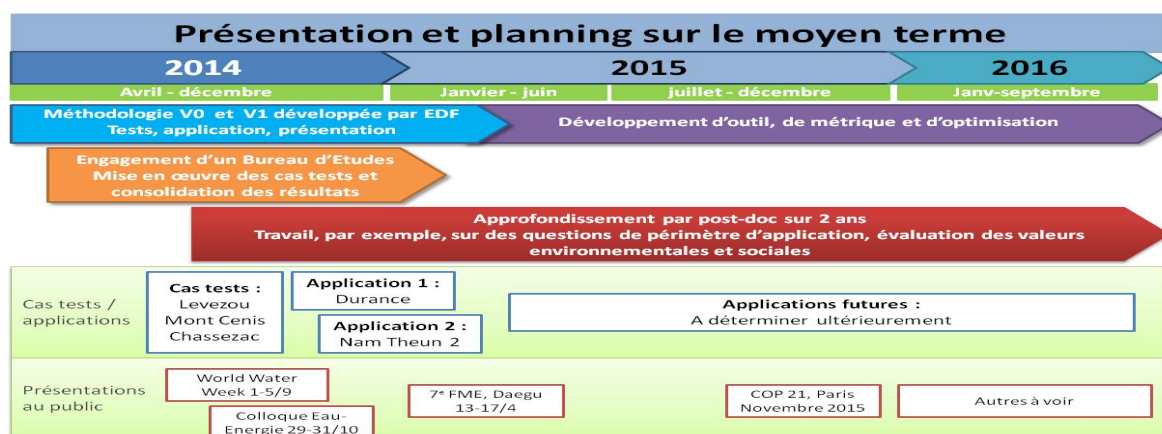 Présentation et planning sur le moyen terme
2014
2015
2016
Avril - décembre
Janvier - juin
juillet - décembre
Janv-septembre
Méthodologie V0 et V1 développée par EDF
Tests, application, présentation
Développement d'outil, de métrique et d'optimisation
Engagement d'un Bureau d'Etudes
Mise en œuvre des cas tests et
consolidation des résultats
Approfondissement par post-doc sur 2 ans
Travail, par exemple, sur des questions de périmètre d'application, évaluation des valeurs
environnementales et sociales
Cas tests /
applications
Cas tests :
Levezou
Mont Cenis
Chassezac
Application 1 :
Durance
Application 2 :
Nam Theun 2
Applications futures :
A déterminer ultérieurement
Présentations
au public
World Water
Week 1-5/9
Colloque Eau-
Energie 29-31/10
7e FME, Daegu
13-17/4
COP 21, Paris
Novembre 2015
Autres à voir